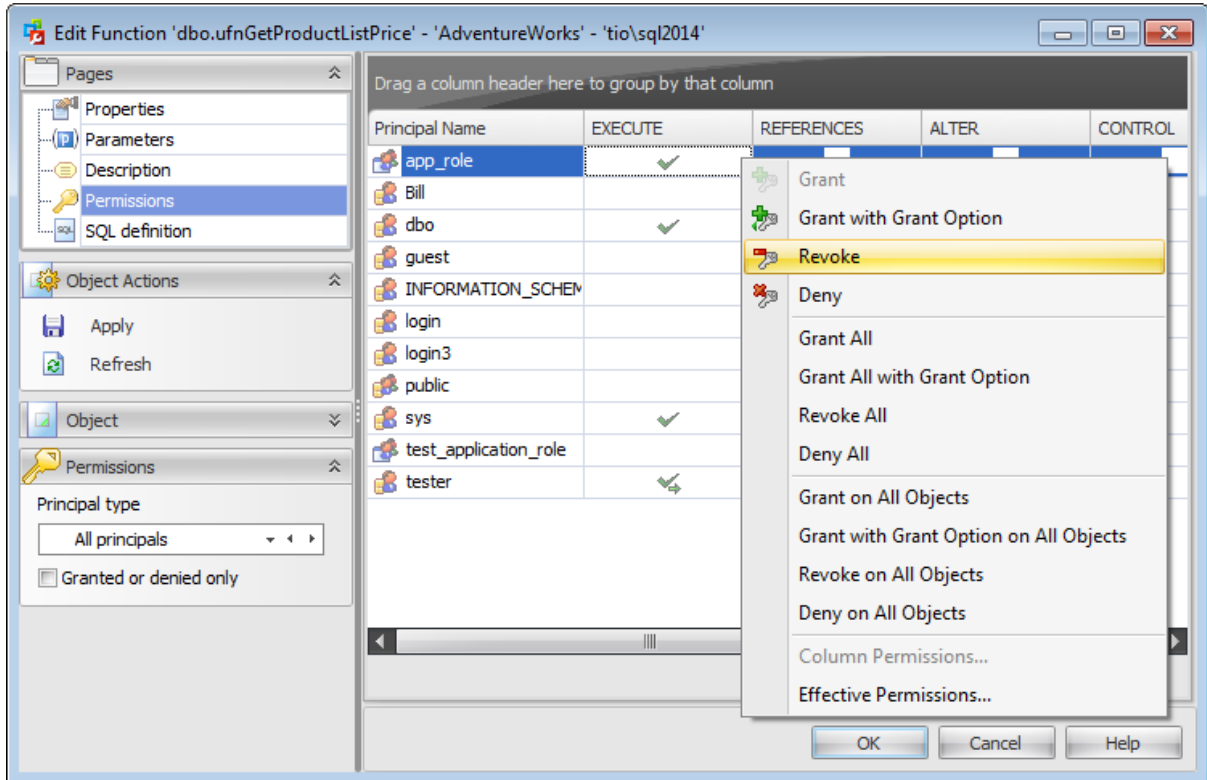 Edit Function 'dbo.ufnGetProductListPrice' - 'AdventureWorks' - 'tio\sql2014'
Pages
Properties
Parameters
Description
Permissions
SQL definition
Object Actions
Apply
Refresh
Object
Permissions
Principal type
All principals
Granted or denied only
Drag a column header here to group by that column
Principal Name EXECUTE REFERENCES ALTER CONTROL
app_role
Bill
dbo
guest
INFORMATION_SCHEM
login
login3
public
sys
test_application_role
tester
Grant
Grant with Grant Option
Revoke
Deny
Grant All
Grant All with Grant Option
Revoke All
Deny All
Grant on All Objects
Grant with Grant Option on All Objects
Revoke on All Objects
Deny on All Objects
Column Permissions...
Effective Permissions...
OK Cancel Help